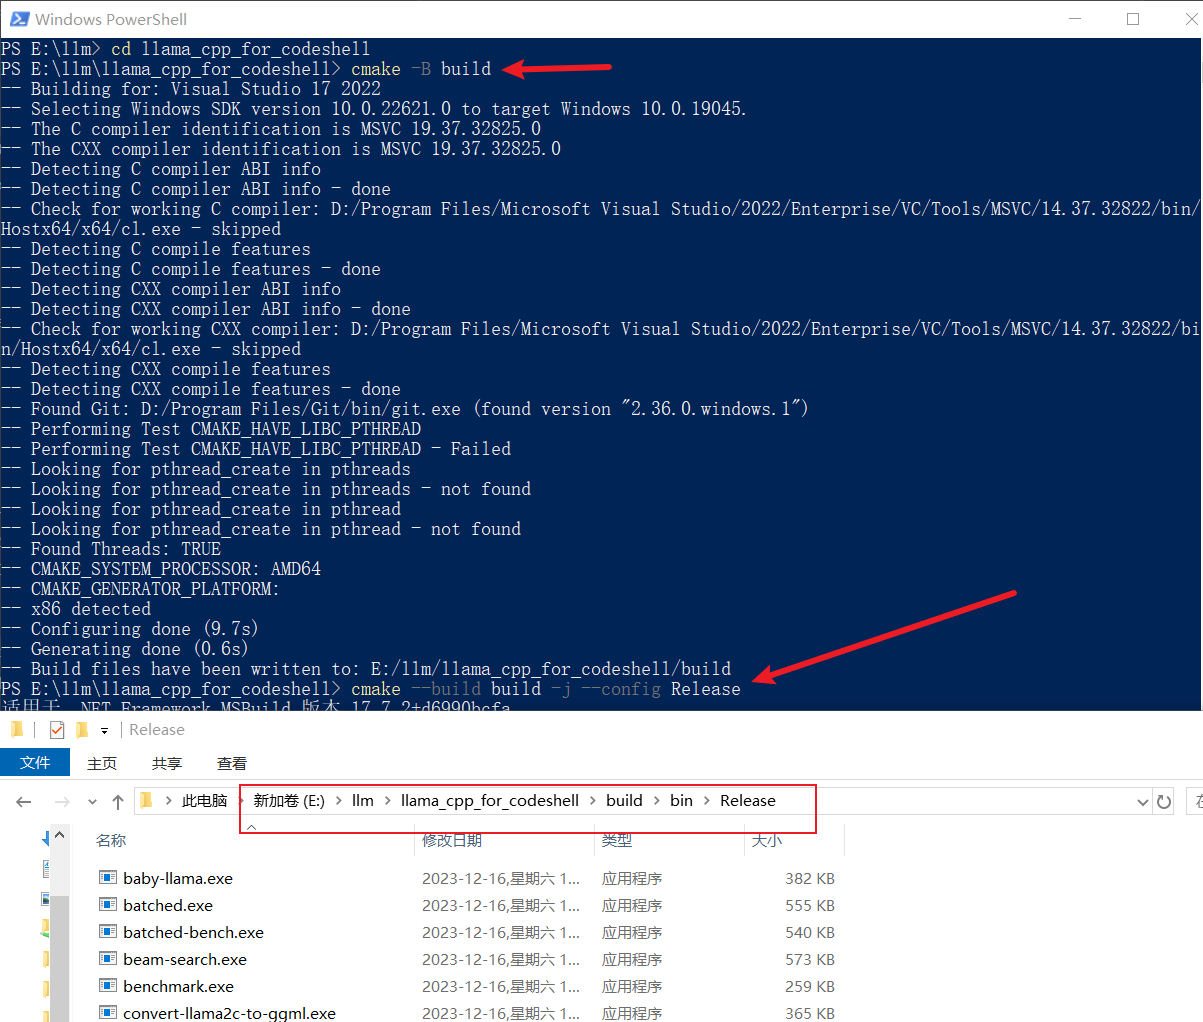 Windows PowerShell
PS E:\llm> cd llama_cpp_for_codeshell
PS E:\llm\llama_cpp_for_codeshell> cmake -B build
-- Building for: Visual Studio 17 2022
-- Selecting Windows SDK version 10.0.22621.0 to target Windows 10.0.19045.
-- The C compiler identification is MSVC 19.37.32825.0
-- The CXX compiler identification is MSVC 19.37.32825.0
-- Detecting C compiler ABI info
-- Detecting C compiler ABI info - done
-- Check for working C compiler: D:/Program Files/Microsoft Visual Studio/2022/Enterprise/VC/Tools/MSVC/14.37.32822/bin/
Hostx64/x64/cl.exe - skipped
-- Detecting C compile features
-- Detecting C compile features - done
-- Detecting CXX compiler ABI info
-- Detecting CXX compiler ABI info - done
-- Check for working CXX compiler: D:/Program Files/Microsoft Visual Studio/2022/Enterprise/VC/Tools/MSVC/14.37.32822/bi
n/Hostx64/x64/cl.exe - skipped
-- Detecting CXX compile features
-- Detecting CXX compile features - done
-- Found Git: D:/Program Files/Git/bin/git.exe (found version "2.36.0.windows.1")
-- Performing Test CMAKE_HAVE_LIBC_PTHREAD
-- Performing Test CMAKE_HAVE_LIBC_PTHREAD - Failed
-- Looking for pthread_create in pthreads
-- Looking for pthread_create in pthreads - not found
-- Looking for pthread_create in pthread
-- Looking for pthread_create in pthread - not found
-- Found Threads: TRUE
-- CMAKE_SYSTEM_PROCESSOR: AMD64
-- CMAKE_GENERATOR_PLATFORM:
-- x86 detected
-- Configuring done (9.7s)
-- Generating done (0.6s)
-- Build files have been written to: E:/llm/llama_cpp_for_codeshell/build
PS E:\llm\llama_cpp_for_codeshell> cmake --build build -j --config Release
适用于 .NET Framework MSBuild 版本 17.7.2+d6990bcfa
Release
文件 主页 共享 查看
此电脑 > 新加卷 (E:) > llm > llama_cpp_for_codeshell > build > bin > Release
名称 修改日期 类型 大小
baby-llama.exe 2023-12-16,星期六 1... 应用程序 382 KB
batched.exe 2023-12-16,星期六 1... 应用程序 555 KB
batched-bench.exe 2023-12-16,星期六 1... 应用程序 540 KB
beam-search.exe 2023-12-16,星期六 1... 应用程序 573 KB
benchmark.exe 2023-12-16,星期六 1... 应用程序 259 KB
convert-llama2c-to-ggml.exe 2023-12-16,星期六 1... 应用程序 365 KB